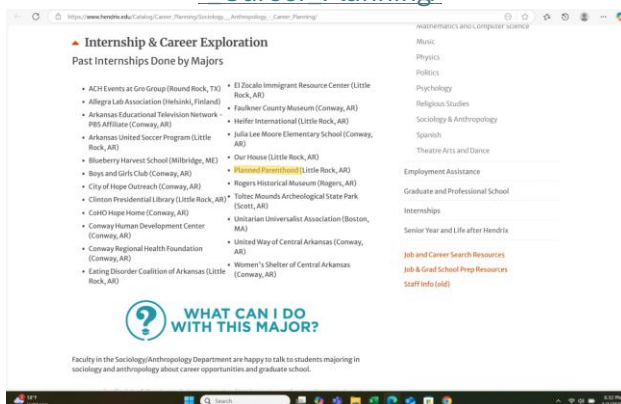 _Career_Planning
https://www.hendrix.edu/Catalog/Career_Planning/Sociology,__Anthropology,_-_Career_Planning/
Internship & Career Exploration
Past Internships Done by Majors
• ACH Events at Gro Group (Round Rock, TX)
• Allegra Lab Association (Helsinki, Finland)
• Arkansas Educational Television Network -
PBS Affiliate (Conway, AR)
• Arkansas United Soccer Program (Little
Rock, AR)
• Blueberry Harvest School (Milbridge, ME)
• Boys and Girls Club (Conway, AR)
• City of Hope Outreach (Conway, AR)
• Clinton Presidential Library (Little Rock, AR)
• CoHO Hope Home (Conway, AR)
• Conway Human Development Center
(Conway, AR)
• Conway Regional Health Foundation
(Conway, AR)
• Eating Disorder Coalition of Arkansas (Little
Rock, AR)
• El Zocalo Immigrant Resource Center (Little
Rock, AR)
• Faulkner County Museum (Conway, AR)
• Heifer International (Little Rock, AR)
• Julia Lee Moore Elementary School (Conway,
AR)
• Our House (Little Rock, AR)
• Planned Parenthood (Little Rock, AR)
• Rogers Historical Museum (Rogers, AR)
• Toltec Mounds Archeological State Park
(Scott, AR)
• Unitarian Universalist Association (Boston,
MA)
• United Way of Central Arkansas (Conway,
AR)
• Women's Shelter of Central Arkansas
(Conway, AR)
WHAT CAN I DO
WITH THIS MAJOR?
Faculty in the Sociology/Anthropology Department are happy to talk to students majoring in
sociology and anthropology about career opportunities and graduate school.
Mathematics and Computer Science
Music
Physics
Politics
Psychology
Religious Studies
Sociology & Anthropology
Spanish
Theatre Arts and Dance
Employment Assistance
Graduate and Professional School
Internships
Senior Year and Life after Hendrix
Job and Career Search Resources
Job & Grad School Prep Resources
Staff Info (old)
Search